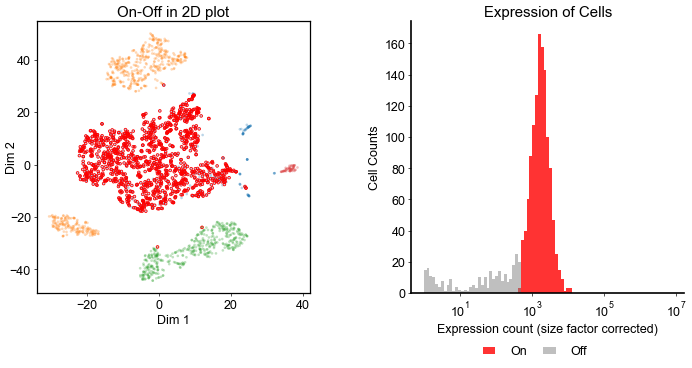 On-Off in 2D plot
Dim 2
40
20
0
−20
−40
−20 0 20 40
Dim 1
Expression of Cells
Cell Counts
160
140
120
100
80
60
40
20
0
10^1 10^3 10^5 10^7
Expression count (size factor corrected)
On Off